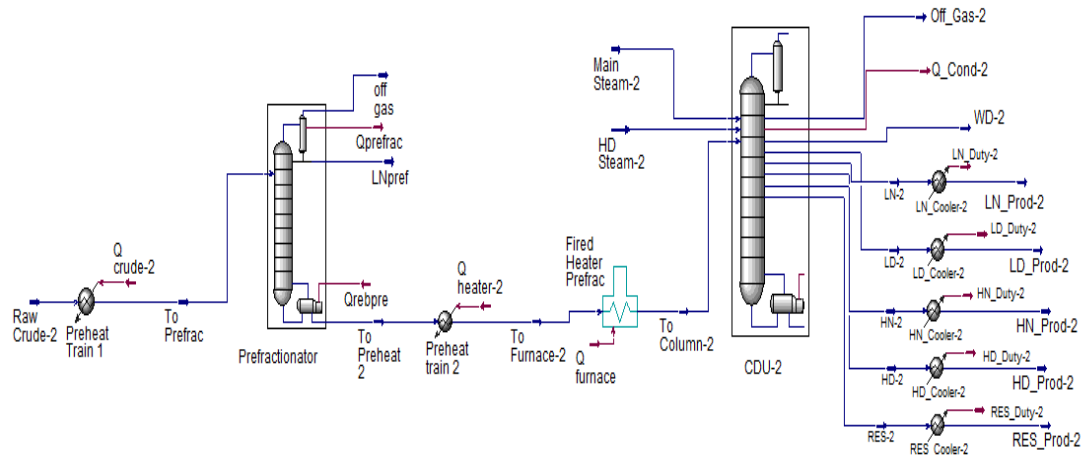 Raw
Crude-2
Q
crude-2
Preheat
Train 1
To
Prefrac
off
gas
Qprefrac
LNpref
Qrebpre
Prefractionator
To
Preheat
2
Q
heater-2
Preheat
train 2
To
Furnace-2
Fired
Heater
Prefrac
Q
furnace
To
Column-2
Main
Steam-2
HD
Steam-2
CDU-2
Off_Gas-2
Q_Cond-2
WD-2
LN_Duty-2
LN-2
LN_Cooler-2
LN_Prod-2
LD_Duty-2
LD-2
LD_Cooler-2
LD_Prod-2
HN_Duty-2
HN-2
HN_Cooler-2
HN_Prod-2
HD_Duty-2
HD-2
HD_Cooler-2
HD_Prod-2
RES_Duty-2
RES-2
RES_Cooler-2
RES_Prod-2